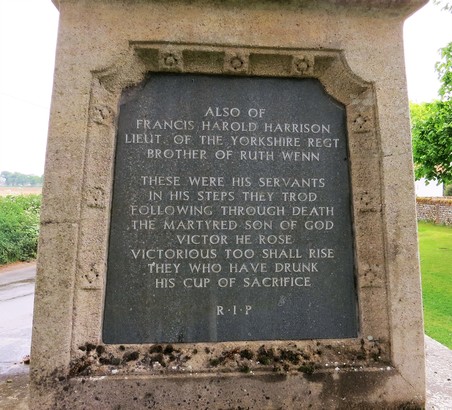 ALSO OF
FRANCIS HAROLD HARRISON
LIEUT. OF THE YORKSHIRE REGT
BROTHER OF RUTH WENN
THESE WERE HIS SERVANTS
IN HIS STEPS THEY TROD
FOLLOWING THROUGH DEATH
THE MARTYRED SON OF GOD
VICTOR HE ROSE
VICTORIOUS TOO SHALL RISE
THEY WHO HAVE DRUNK
HIS CUP OF SACRIFICE
R·I·P